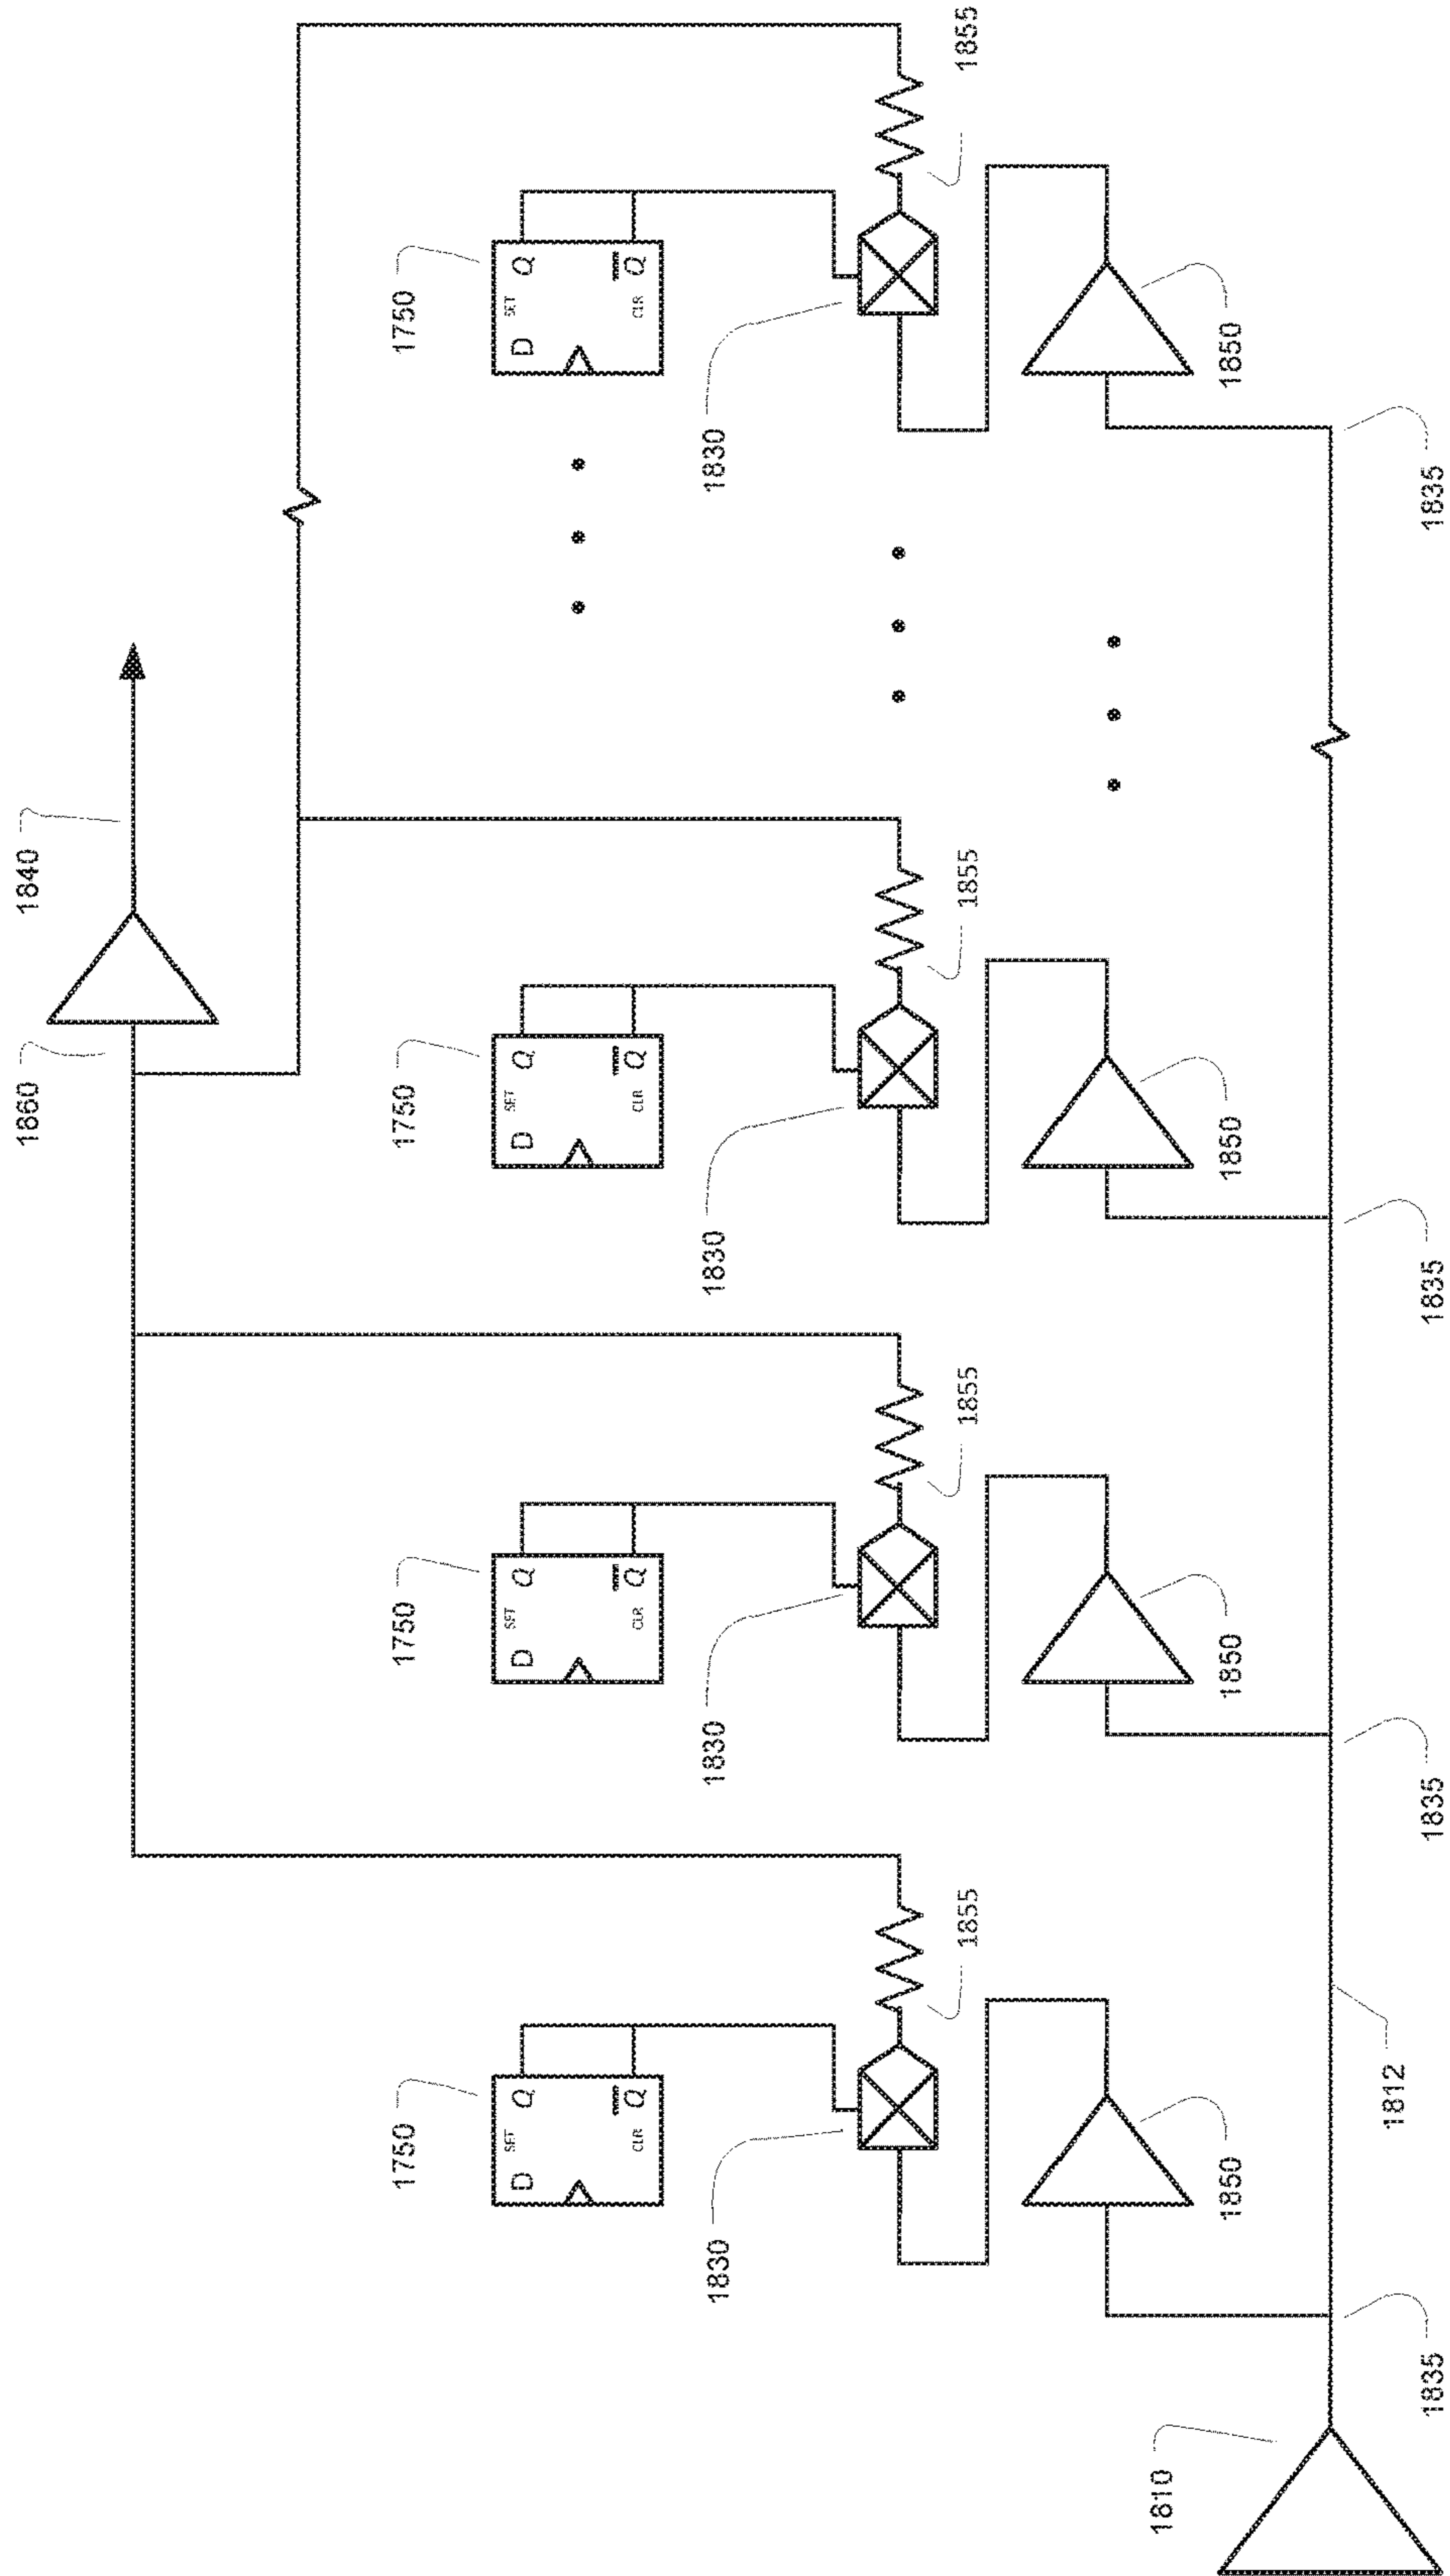 1860 1840
1750 1750 1750 1750
D SET Q D SET Q D SET Q D SET Q
CLR Q̅ CLR Q̅ CLR Q̅ CLR Q̅
1830 1830 1830 1830
1855 1855 1855 1855
1810
1850 1850 1850 1850
1812
1835 1835 1835 1835